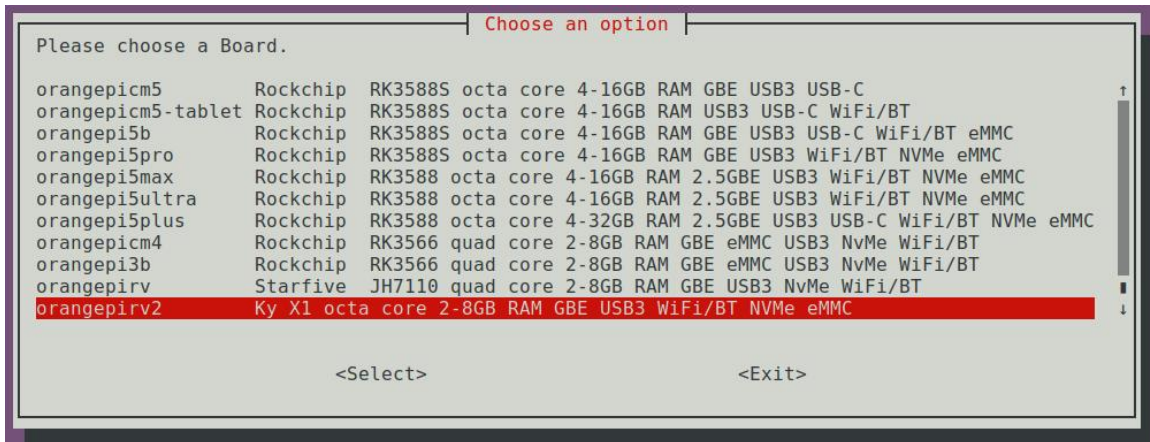 Choose an option
Please choose a Board.
orangepicm5 Rockchip RK3588S octa core 4-16GB RAM GBE USB3 USB-C
orangepicm5-tablet Rockchip RK3588S octa core 4-16GB RAM USB3 USB-C WiFi/BT
orangepi5b Rockchip RK3588S octa core 4-16GB RAM GBE USB3 USB-C WiFi/BT eMMC
orangepi5pro Rockchip RK3588S octa core 4-16GB RAM GBE USB3 WiFi/BT NVMe eMMC
orangepi5max Rockchip RK3588 octa core 4-16GB RAM 2.5GBE USB3 WiFi/BT NVMe eMMC
orangepi5ultra Rockchip RK3588 octa core 4-16GB RAM 2.5GBE USB3 WiFi/BT NVMe eMMC
orangepi5plus Rockchip RK3588 octa core 4-32GB RAM 2.5GBE USB3 USB-C WiFi/BT NVMe eMMC
orangepicm4 Rockchip RK3566 quad core 2-8GB RAM GBE eMMC USB3 NvMe WiFi/BT
orangepi3b Rockchip RK3566 quad core 2-8GB RAM GBE eMMC USB3 NvMe WiFi/BT
orangepirv Starfive JH7110 quad core 2-8GB RAM GBE USB3 NvMe WiFi/BT
orangepirv2 Ky X1 octa core 2-8GB RAM GBE USB3 WiFi/BT NVMe eMMC
<Select> <Exit>